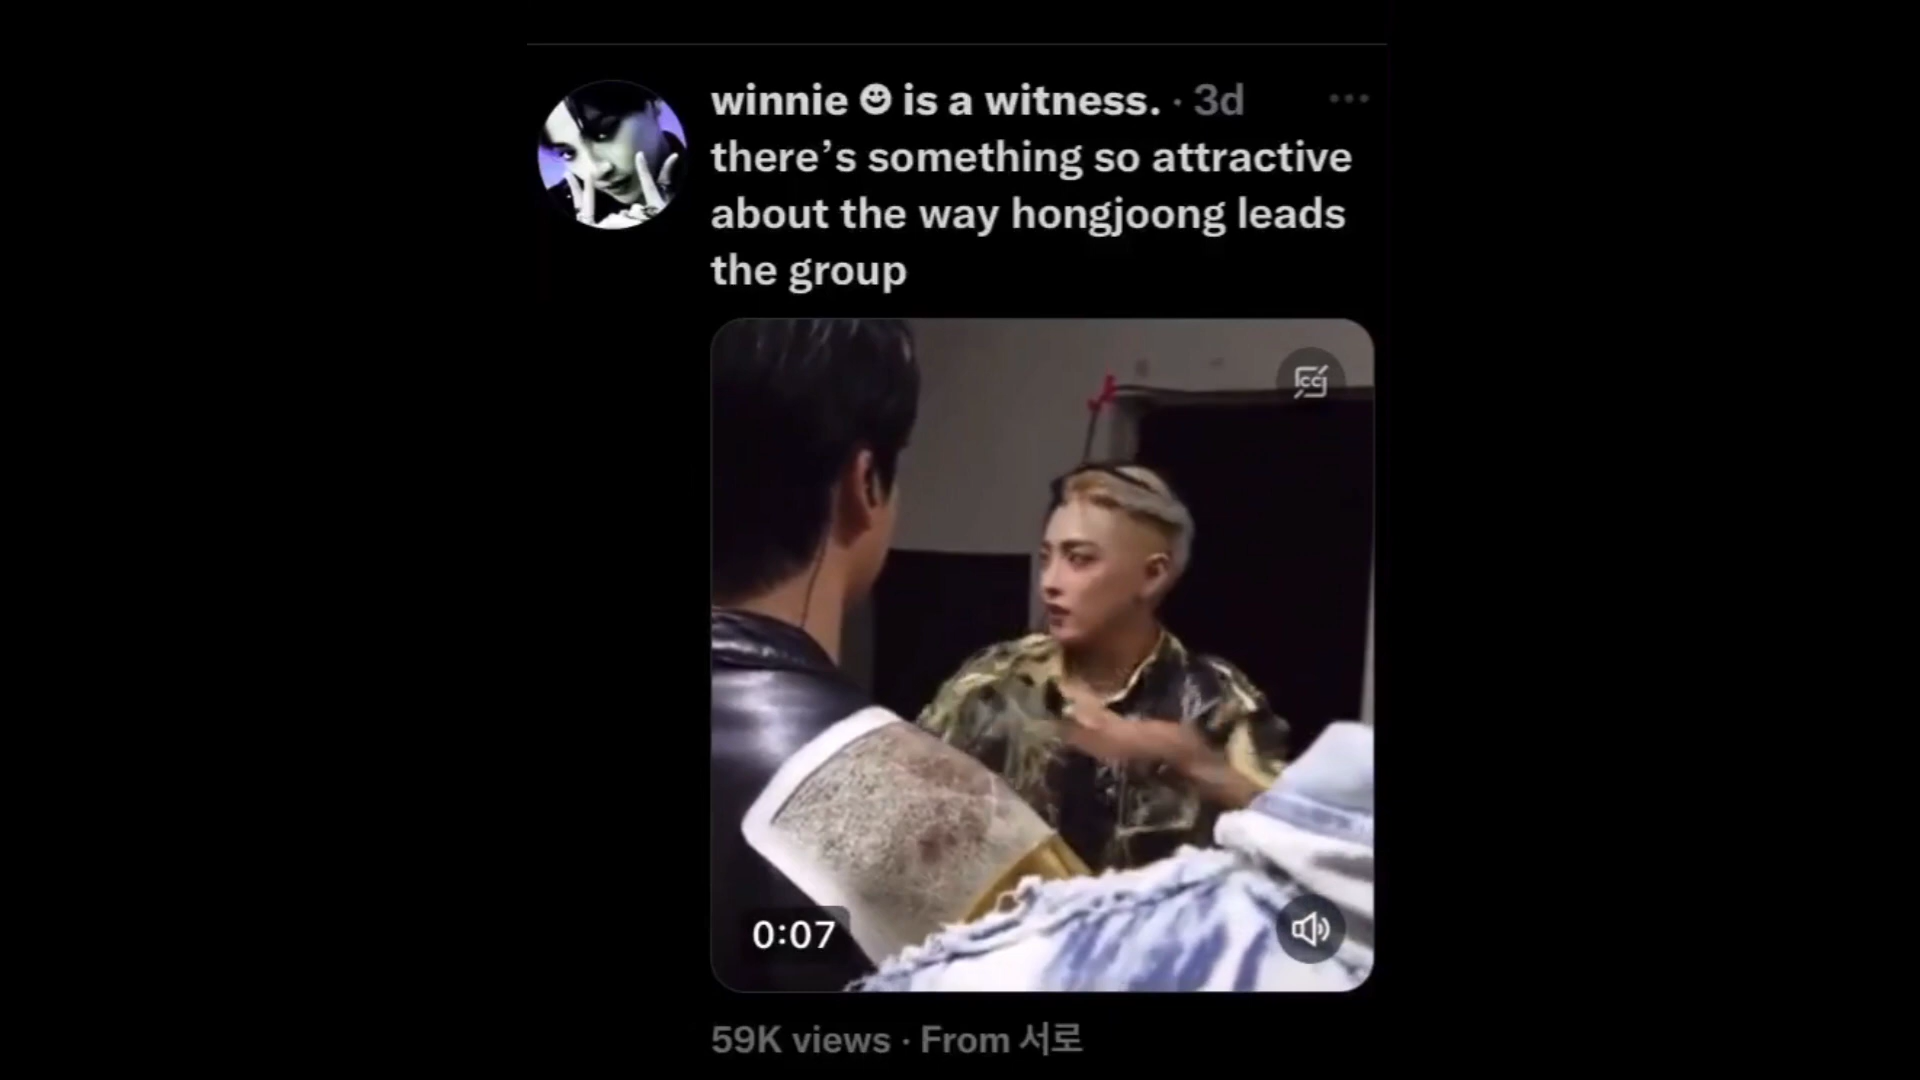 winnie ☻ is a witness. · 3d
there’s something so attractive
about the way hongjoong leads
the group
CC
0:07
59K views · From 서로